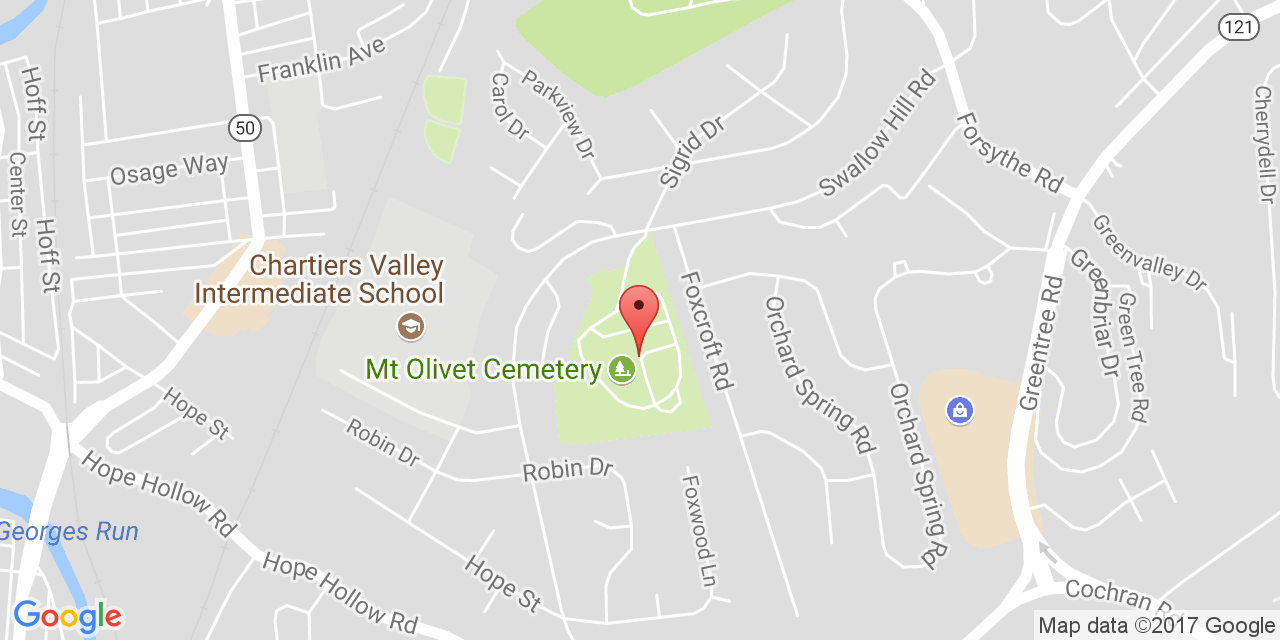 121
Franklin Ave
Hoff St
Carol Dr
Parkview Dr
Cherrydell Dr
50
Sigrid Dr
Swallow Hill Rd
Forsythe Rd
Osage Way
Center St
Hoff St
Greenvalley Dr
Chartiers Valley
Intermediate School
Foxcroft Rd
Orchard Spring Rd
Greentree Rd
Greenbriar Dr
Green Tree Rd
Mt Olivet Cemetery
Hope St
Robin Dr
Robin Dr
Orchard Spring Rd
Hope Hollow Rd
Foxwood Ln
Georges Run
Hope Hollow Rd
Hope St
Cochran Rd
Google
Map data ©2017 Google